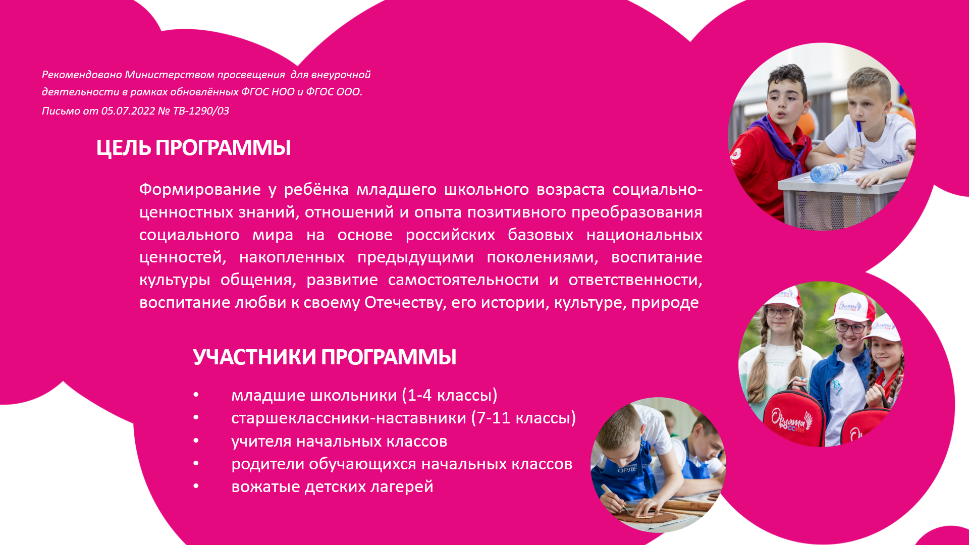 Рекомендовано Министерством просвещения для внеурочной
деятельности в рамках обновлённых ФГОС НОО и ФГОС ООО.
Письмо от 05.07.2022 № ТВ-1290/03
ЦЕЛЬ ПРОГРАММЫ
Формирование у ребёнка младшего школьного возраста социально-
ценностных знаний, отношений и опыта позитивного преобразования
социального мира на основе российских базовых национальных
ценностей, накопленных предыдущими поколениями, воспитание
культуры общения, развитие самостоятельности и ответственности,
воспитание любви к своему Отечеству, его истории, культуре, природе
УЧАСТНИКИ ПРОГРАММЫ
• младшие школьники (1-4 классы)
• старшеклассники-наставники (7-11 классы)
• учителя начальных классов
• родители обучающихся начальных классов
• вожатые детских лагерей
Орлята
РОССИИ